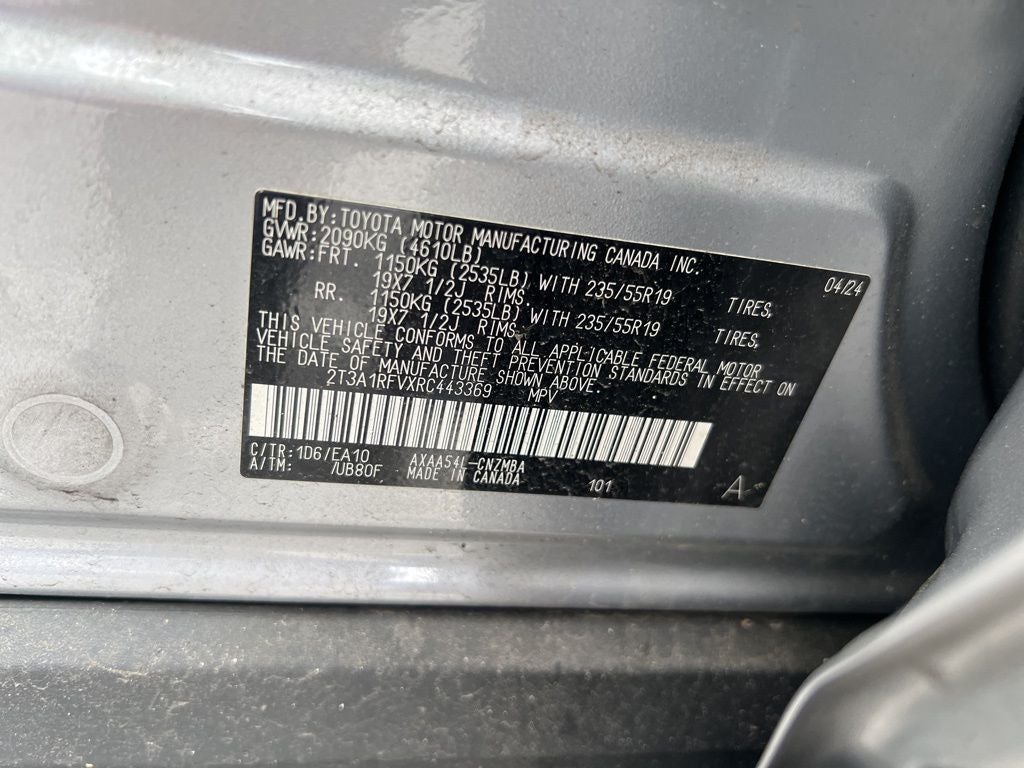 MFD.BY:TOYOTA MOTOR MANUFACTURING CANADA INC.
GVWR:2090KG (4610LB) 04/24
GAWR:FRT. 1150KG (2535LB) WITH 235/55R19 TIRES,
19X7 1/2J RIMS,
RR. 1150KG (2535LB) WITH 235/55R19 TIRES,
19X7 1/2J RIMS,
THIS VEHICLE CONFORMS TO ALL APPLICABLE FEDERAL MOTOR
VEHICLE SAFETY AND THEFT PREVENTION STANDARDS IN EFFECT ON
THE DATE OF MANUFACTURE SHOWN ABOVE.
2T3A1RFVXRC443369 MPV
C/TR:1D6/EA10 AXAA54L-CNZMBA
A/TM: /UB80F MADE IN CANADA 101 A